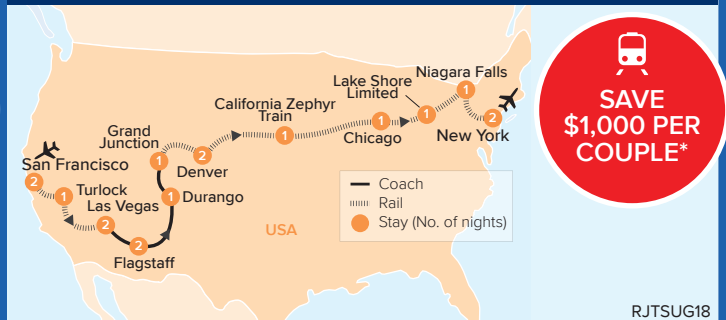 Niagara Falls
1
Lake Shore
Limited
1
New York
2
California Zephyr
Train
1
Chicago
1
Grand
Junction
1
Denver
2
San Francisco
2
Turlock
1
Las Vegas
2
Durango
1
Flagstaff
2
USA
Coach
Rail
Stay (No. of nights)
SAVE
$1,000 PER
COUPLE*
RJTSUG18